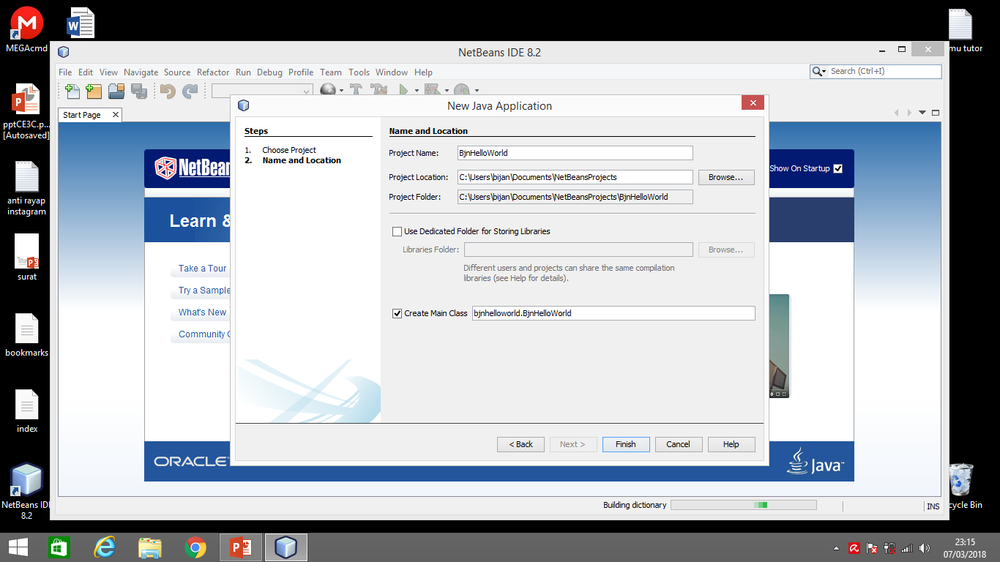 MEGAcmd
mu tutor
NetBeans IDE 8.2
File Edit View Navigate Source Refactor Run Debug Profile Team Tools Window Help
Search (Ctrl+I)
Start Page
New Java Application
pptCE3C.p...
[Autosaved]
Steps
1. Choose Project
2. Name and Location
Name and Location
Project Name: BjnHelloWorld
Project Location: C:\Users\bijan\Documents\NetBeansProjects Browse...
Project Folder: C:\Users\bijan\Documents\NetBeansProjects\BjnHelloWorld
NetBean
Show On Startup
anti rayap
instagram
Learn &
Use Dedicated Folder for Storing Libraries
Libraries Folder: Browse...
Different users and projects can share the same compilation
libraries (see Help for details).
surat
Take a Tour
Try a Sample
What's New
Community
Create Main Class bjnhelloworld.BjnHelloWorld
bookmarks
index
< Back Next > Finish Cancel Help
ORACLE
Java
NetBeans IDE
8.2
Building dictionary
INS
cycle Bin
23:15
07/03/2018